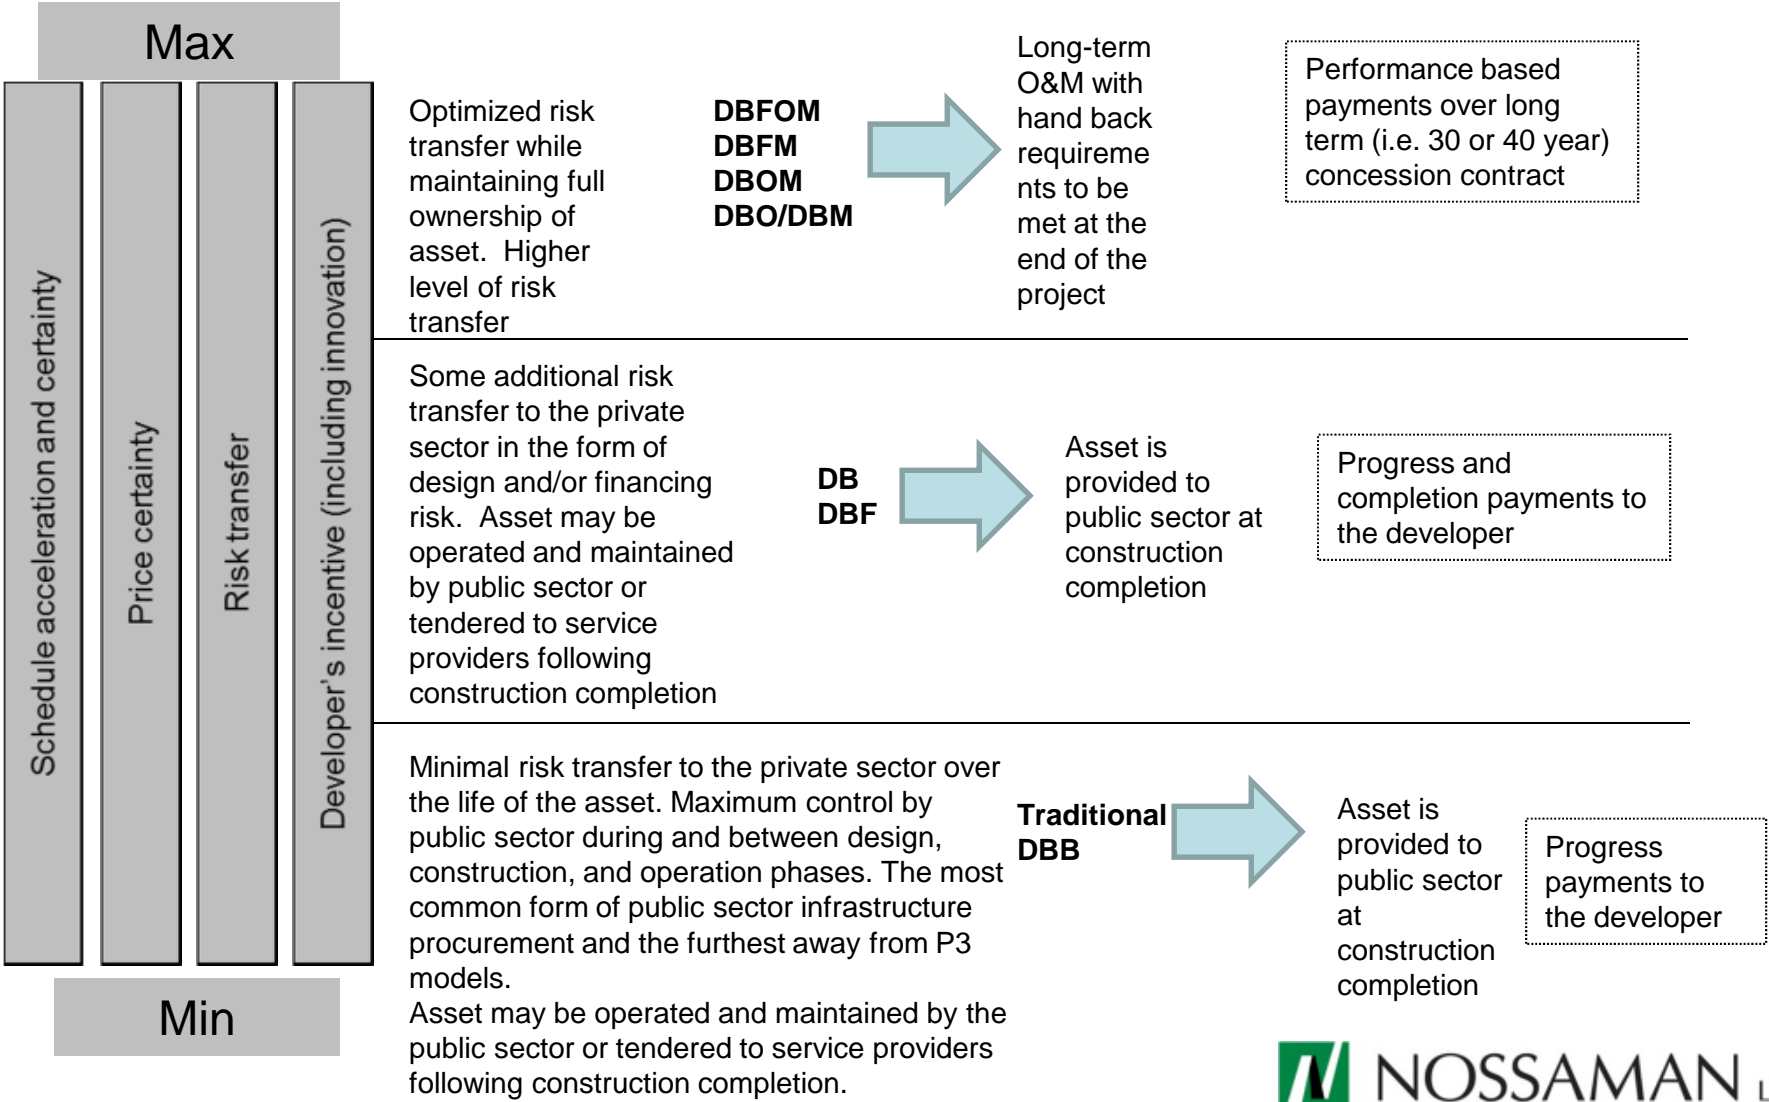 Max
Schedule acceleration and certainty
Price certainty
Risk transfer
Developer's incentive (including innovation)
Min
Optimized risk
transfer while
maintaining full
ownership of
asset.  Higher
level of risk
transfer
DBFOM
DBFM
DBOM
DBO/DBM
Long-term
O&M with
hand back
requireme
nts to be
met at the
end of the
project
Performance based
payments over long
term (i.e. 30 or 40 year)
concession contract
Some additional risk
transfer to the private
sector in the form of
design and/or financing
risk.  Asset may be
operated and maintained
by public sector or
tendered to service
providers following
construction completion
DB
DBF
Asset is
provided to
public sector at
construction
completion
Progress and
completion payments to
the developer
Minimal risk transfer to the private sector over
the life of the asset. Maximum control by
public sector during and between design,
construction, and operation phases. The most
common form of public sector infrastructure
procurement and the furthest away from P3
models.
Asset may be operated and maintained by the
public sector or tendered to service providers
following construction completion.
Traditional
DBB
Asset is
provided to
public sector
at
construction
completion
Progress
payments to
the developer
NOSSAMAN